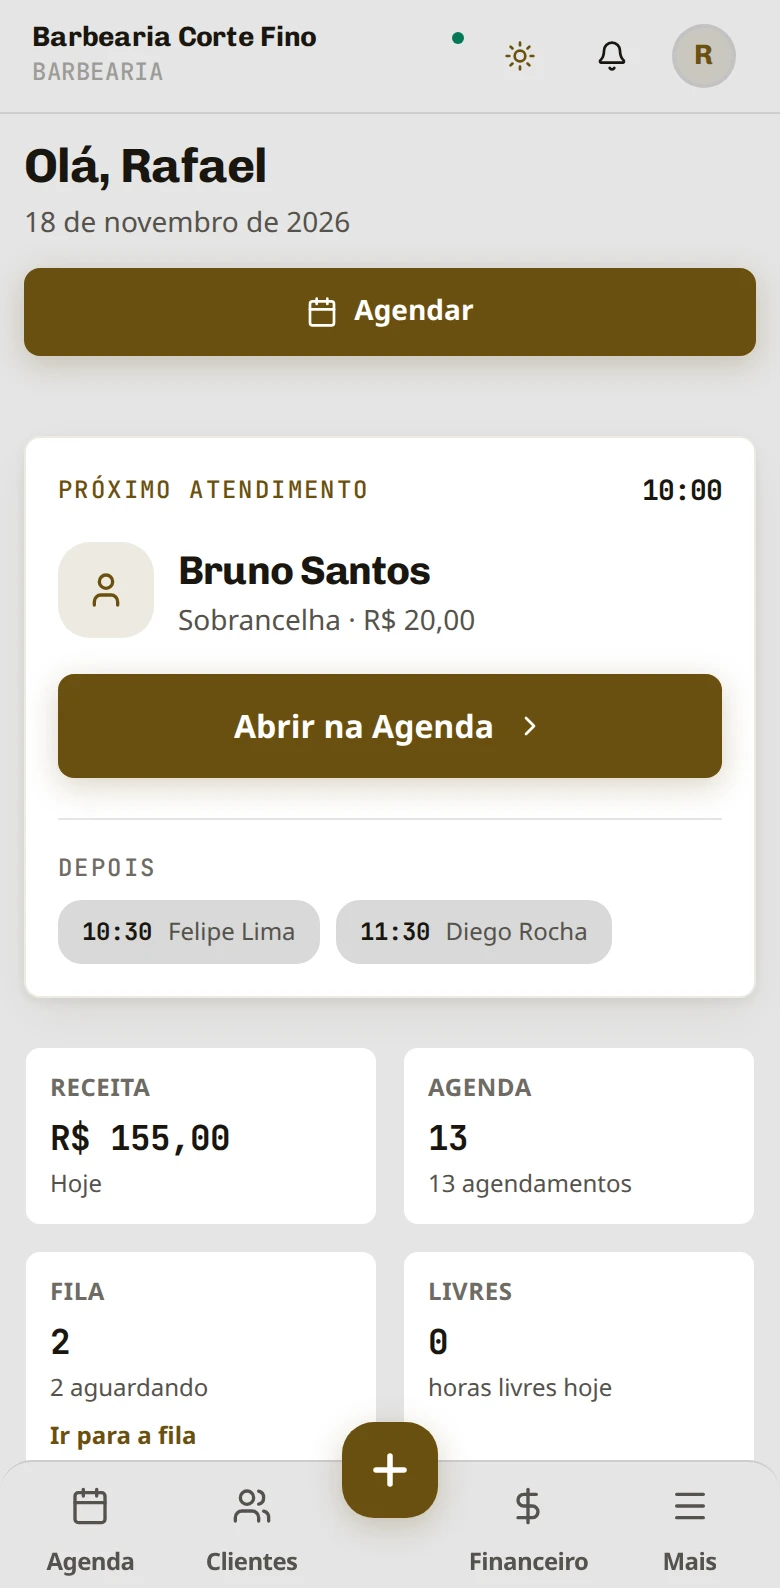 Barbearia Corte Fino
BARBEARIA
R
Olá, Rafael
18 de novembro de 2026
Agendar
PRÓXIMO ATENDIMENTO
10:00
Bruno Santos
Sobrancelha · R$ 20,00
Abrir na Agenda
DEPOIS
10:30 Felipe Lima
11:30 Diego Rocha
RECEITA
R$ 155,00
Hoje
AGENDA
13
13 agendamentos
FILA
2
2 aguardando
Ir para a fila
LIVRES
0
horas livres hoje
Agenda
Clientes
Financeiro
Mais